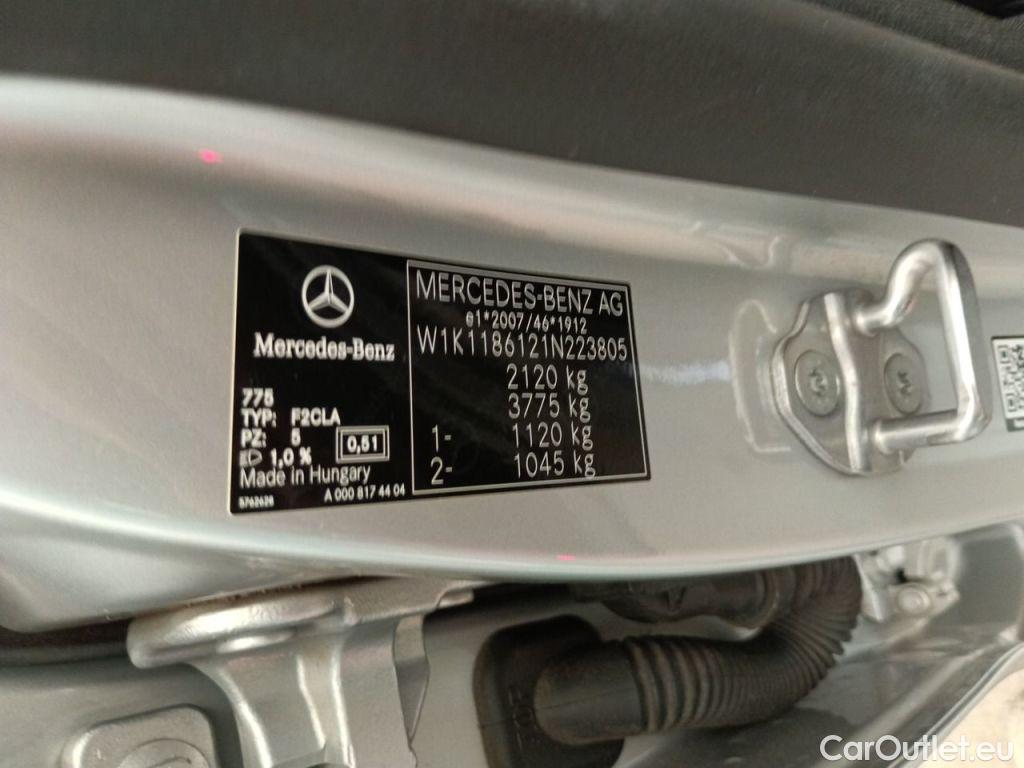 Mercedes-Benz
775
TYP: F2CLA
PZ: 5
0,51
1,0 %
Made in Hungary
5762628
A 000 817 44 04
MERCEDES-BENZ AG
e1*2007/46*1912
W1K1186121N223805
2120 kg
3775 kg
1- 1120 kg
2- 1045 kg
CarOutlet.eu